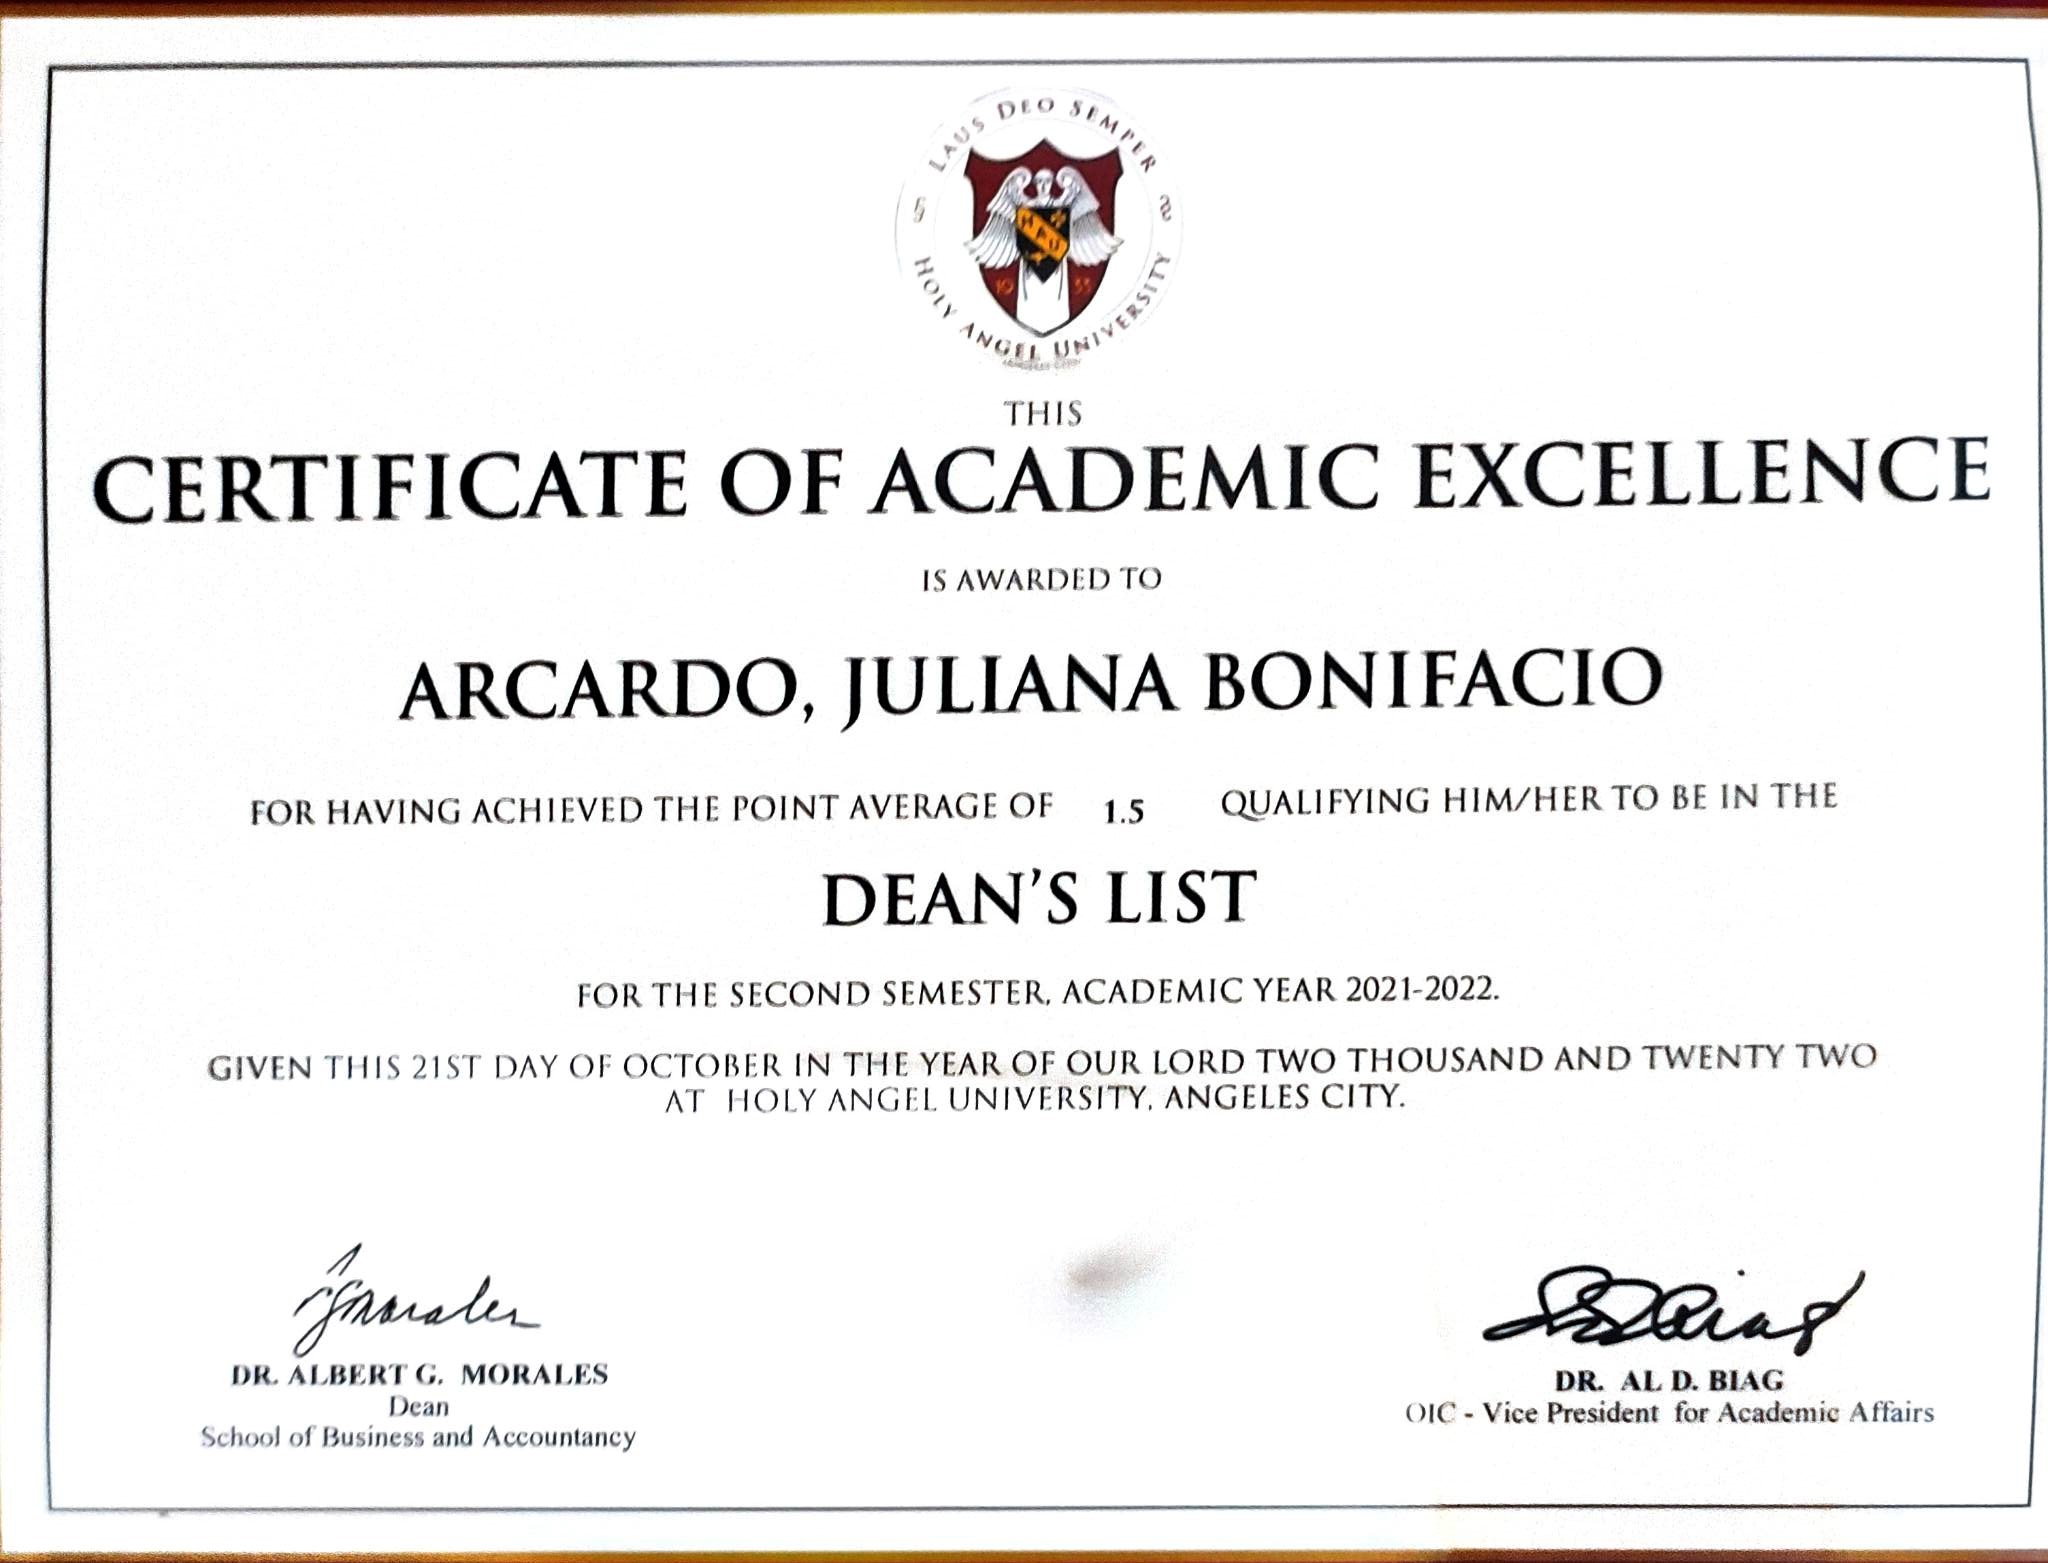 LAUS DEO SEMPER
HAU
19 33
HOLY ANGEL UNIVERSITY
THIS
CERTIFICATE OF ACADEMIC EXCELLENCE
IS AWARDED TO
ARCARDO, JULIANA BONIFACIO
FOR HAVING ACHIEVED THE POINT AVERAGE OF 1.5 QUALIFYING HIM/HER TO BE IN THE
DEAN'S LIST
FOR THE SECOND SEMESTER, ACADEMIC YEAR 2021-2022.
GIVEN THIS 21ST DAY OF OCTOBER IN THE YEAR OF OUR LORD TWO THOUSAND AND TWENTY TWO
AT HOLY ANGEL UNIVERSITY, ANGELES CITY.
DR. ALBERT G. MORALES
Dean
School of Business and Accountancy
DR. AL D. BIAG
OIC - Vice President for Academic Affairs